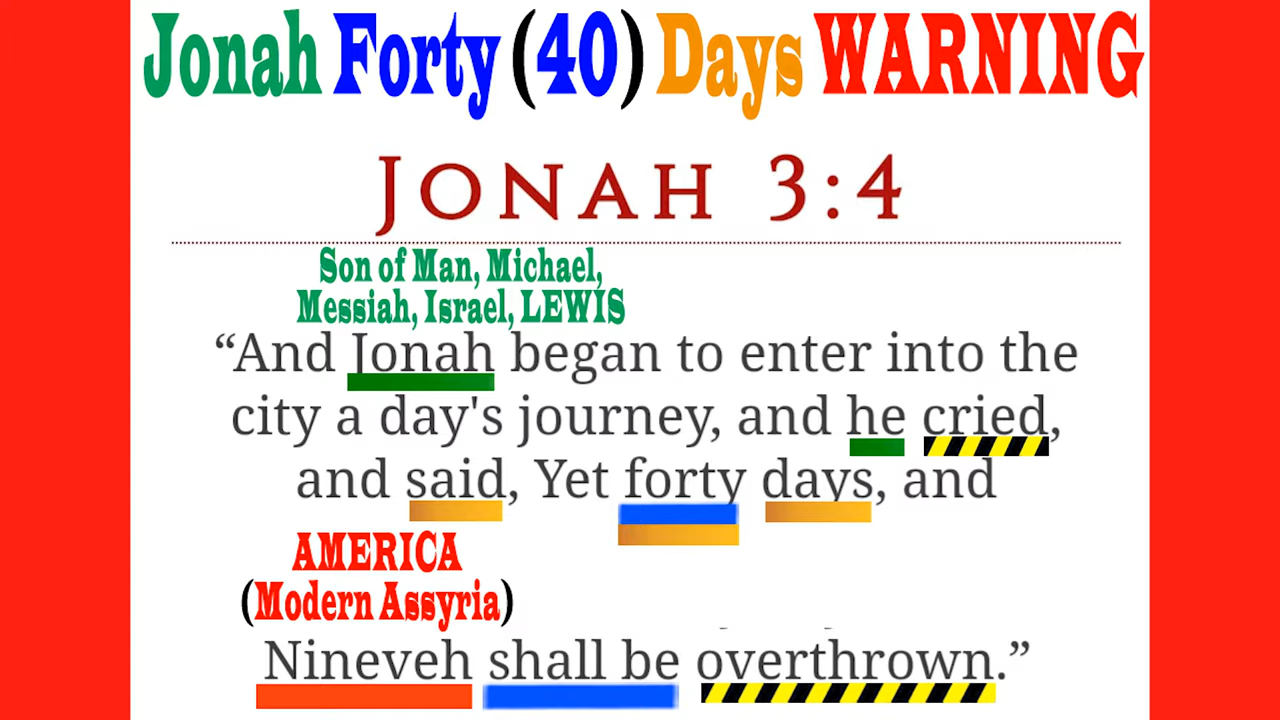 Jonah Forty (40) Days WARNING
JONAH 3:4
Son of Man, Michael,
Messiah, Israel, LEWIS
“And Jonah began to enter into the
city a day's journey, and he cried,
and said, Yet forty days, and
AMERICA
(Modern Assyria)
Nineveh shall be overthrown.”